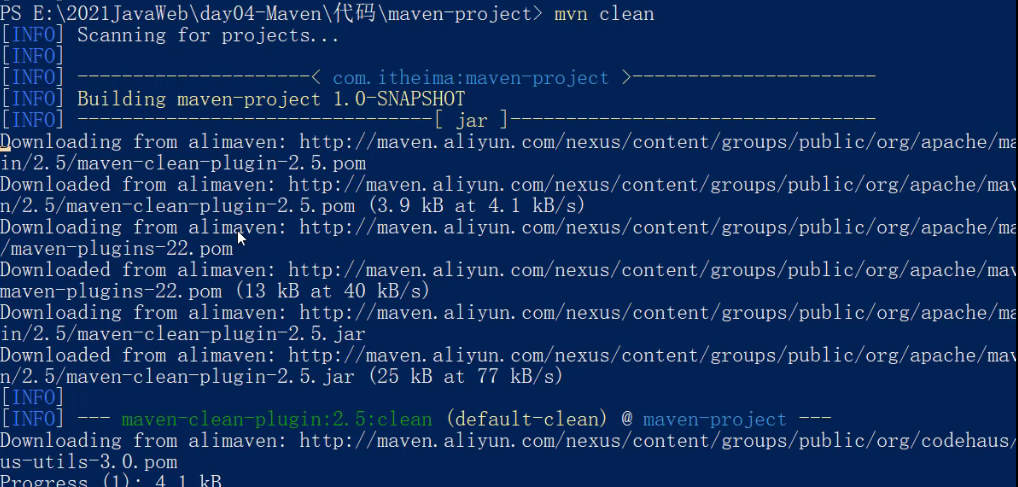 PS E:\2021JavaWeb\day04-Maven\代码\maven-project> mvn clean
[INFO] Scanning for projects...
[INFO]
[INFO] ---------------------< com.itheima:maven-project >----------------------
[INFO] Building maven-project 1.0-SNAPSHOT
[INFO] --------------------------------[ jar ]---------------------------------
Downloading from alimaven: http://maven.aliyun.com/nexus/content/groups/public/org/apache/ma
in/2.5/maven-clean-plugin-2.5.pom
Downloaded from alimaven: http://maven.aliyun.com/nexus/content/groups/public/org/apache/mav
n/2.5/maven-clean-plugin-2.5.pom (3.9 kB at 4.1 kB/s)
Downloading from alimaven: http://maven.aliyun.com/nexus/content/groups/public/org/apache/ma
/maven-plugins-22.pom
Downloaded from alimaven: http://maven.aliyun.com/nexus/content/groups/public/org/apache/mav
maven-plugins-22.pom (13 kB at 40 kB/s)
Downloading from alimaven: http://maven.aliyun.com/nexus/content/groups/public/org/apache/ma
in/2.5/maven-clean-plugin-2.5.jar
Downloaded from alimaven: http://maven.aliyun.com/nexus/content/groups/public/org/apache/mav
n/2.5/maven-clean-plugin-2.5.jar (25 kB at 77 kB/s)
[INFO]
[INFO] --- maven-clean-plugin:2.5:clean (default-clean) @ maven-project ---
Downloading from alimaven: http://maven.aliyun.com/nexus/content/groups/public/org/codehaus/
us-utils-3.0.pom
Progress (1): 4.1 kB